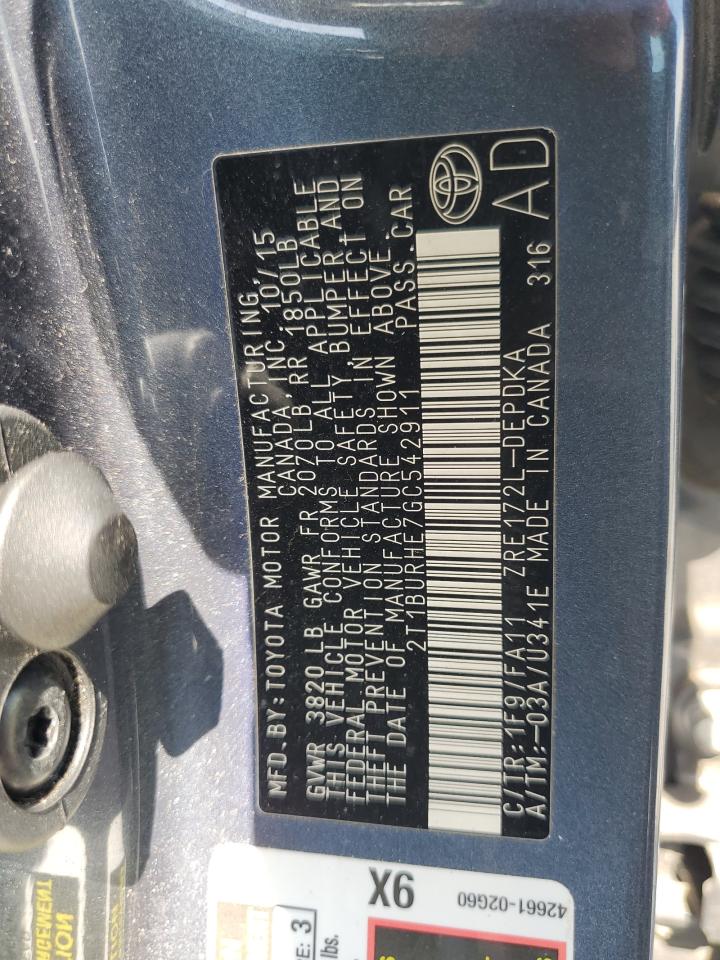 MFD.BY:TOYOTA MOTOR MANUFACTURING,
CANADA, INC. 10/15
GVWR 3820 LB GAWR FR 2070LB, RR 1850LB
THIS VEHICLE CONFORMS TO ALL APPLICABLE
FEDERAL MOTOR VEHICLE SAFETY, BUMPER AND
THEFT PREVENTION STANDARDS IN EFFECT ON
THE DATE OF MANUFACTURE SHOWN ABOVE.
2T1BURHE7GC542911 PASS.CAR
C/TR:1F9/FA11 ZRE172L-DEPDKA
A/TM:-03A/U341E MADE IN CANADA 316
AD
9X
42661-02G60
3
lbs.